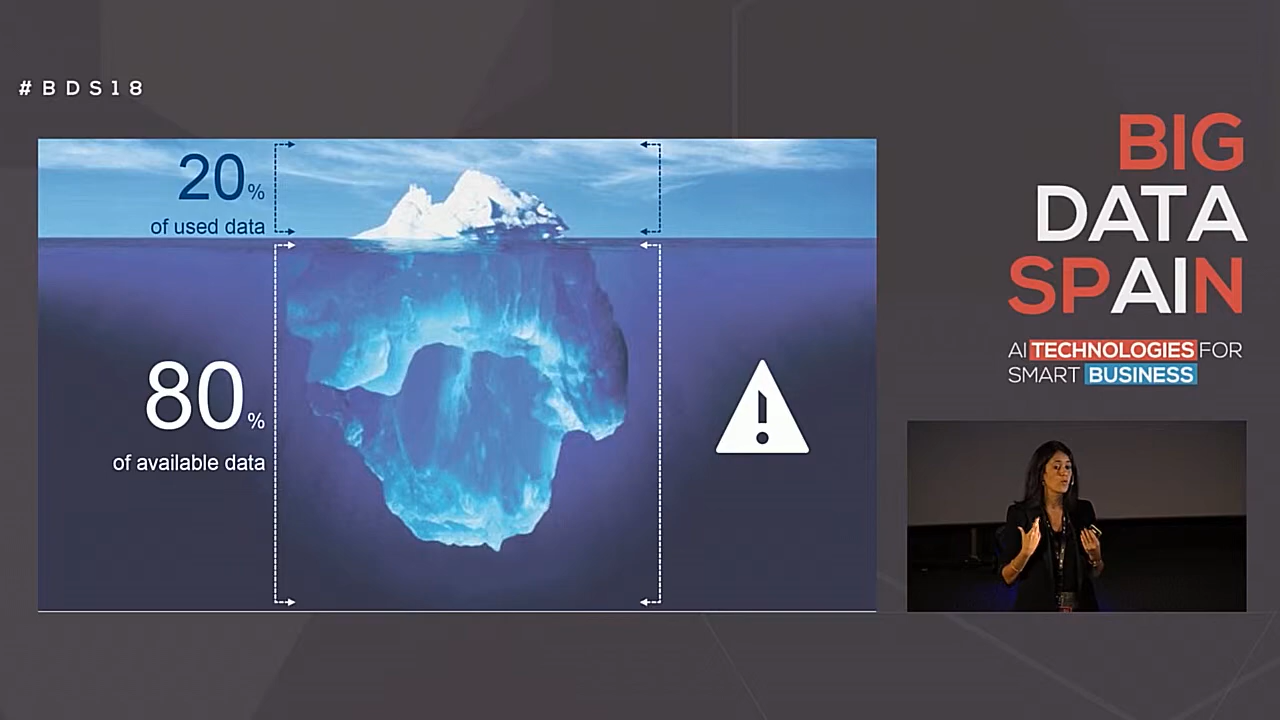 #BDS18
20%
of used data
80%
of available data
BIG
DATA
SPAIN
AI TECHNOLOGIES FOR
SMART BUSINESS